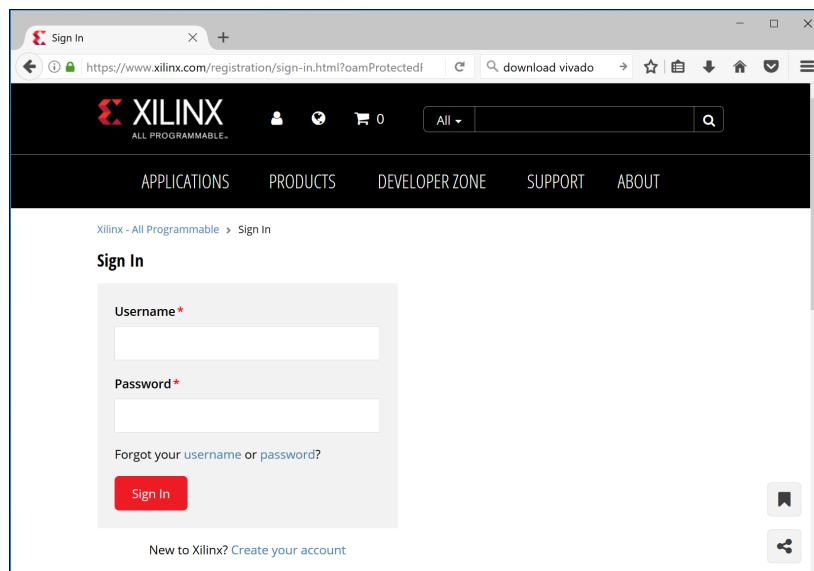 Sign In
https://www.xilinx.com/registration/sign-in.html?oamProtectedR
download vivado
XILINX
ALL PROGRAMMABLE™
0
All
APPLICATIONS PRODUCTS DEVELOPER ZONE SUPPORT ABOUT
Xilinx - All Programmable > Sign In
Sign In
Username*
Password*
Forgot your username or password?
Sign In
New to Xilinx? Create your account